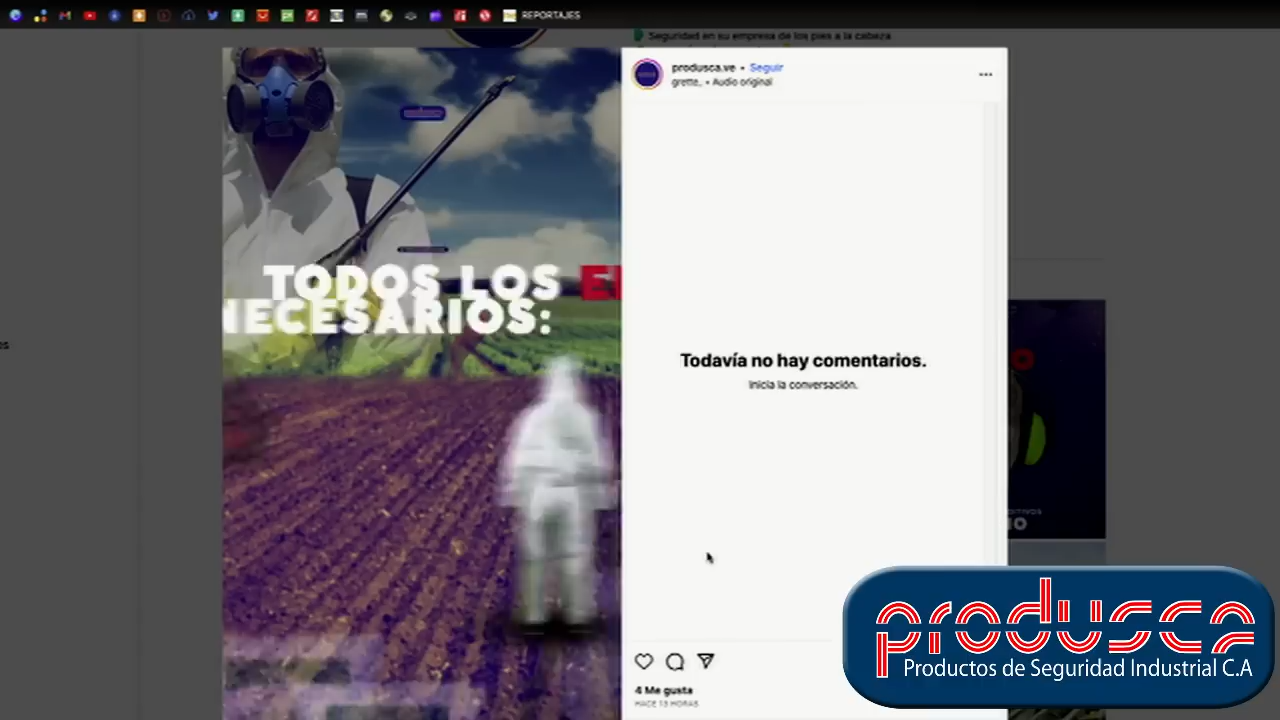 REPORTAJES
Seguridad en su empresa de los pies a la cabeza
produsca.ve • Seguir
grette_ • Audio original
TODOS LOS
NECESARIOS:
Todavía no hay comentarios.
Inicia la conversación.
4 Me gusta
HACE 13 HORAS
produsca
Productos de Seguridad Industrial C.A